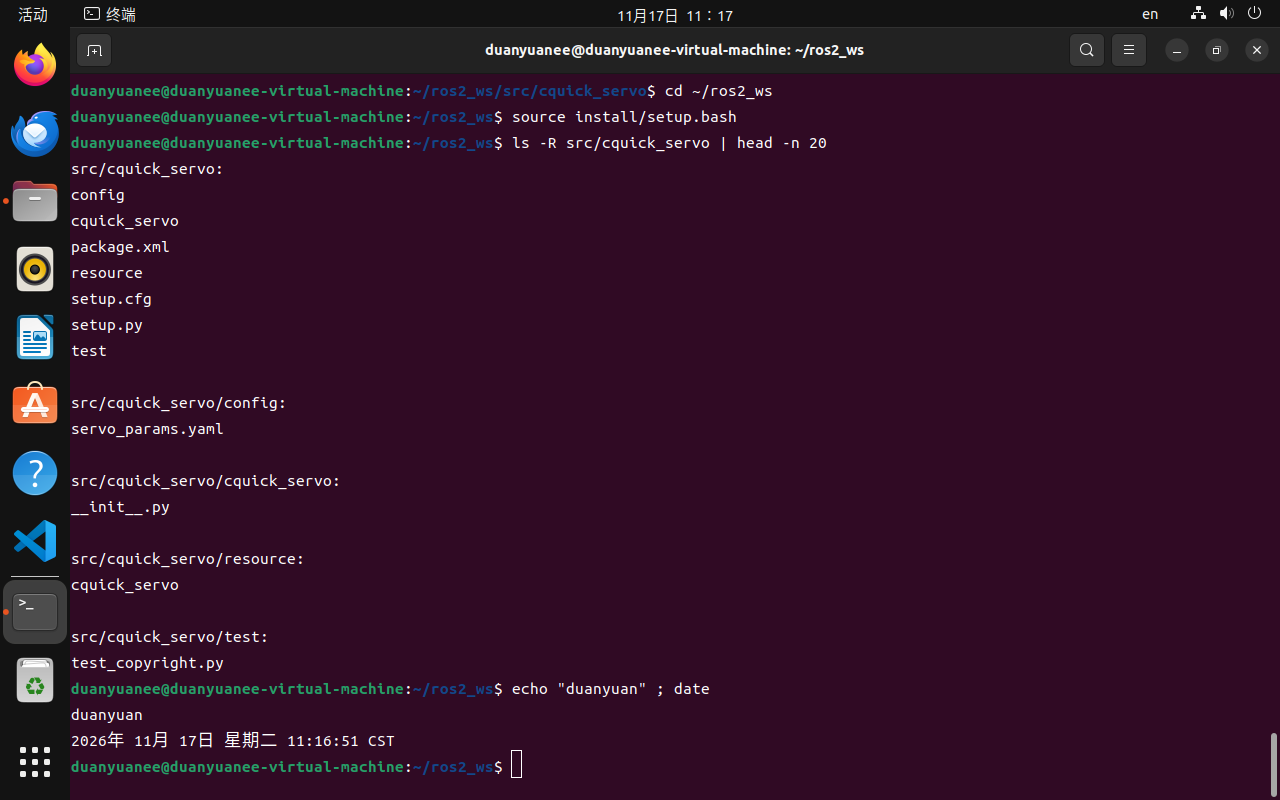 活动 终端 11月17日 11：17 en
duanyuanee@duanyuanee-virtual-machine: ~/ros2_ws
duanyuanee@duanyuanee-virtual-machine:~/ros2_ws/src/cquick_servo$ cd ~/ros2_ws
duanyuanee@duanyuanee-virtual-machine:~/ros2_ws$ source install/setup.bash
duanyuanee@duanyuanee-virtual-machine:~/ros2_ws$ ls -R src/cquick_servo | head -n 20
src/cquick_servo:
config
cquick_servo
package.xml
resource
setup.cfg
setup.py
test
src/cquick_servo/config:
servo_params.yaml
src/cquick_servo/cquick_servo:
__init__.py
src/cquick_servo/resource:
cquick_servo
src/cquick_servo/test:
test_copyright.py
duanyuanee@duanyuanee-virtual-machine:~/ros2_ws$ echo "duanyuan" ; date
duanyuan
2026年 11月 17日 星期二 11:16:51 CST
duanyuanee@duanyuanee-virtual-machine:~/ros2_ws$